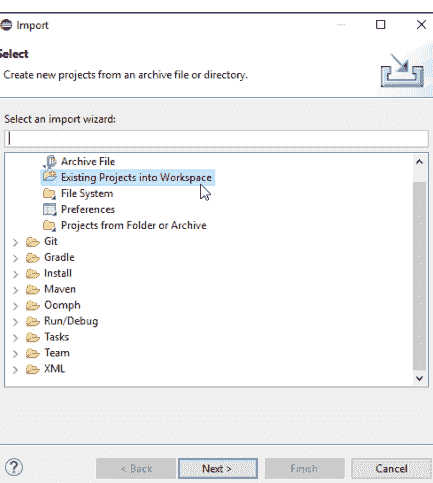 Import
Select
Create new projects from an archive file or directory.
Select an import wizard:
Archive File
Existing Projects into Workspace
File System
Preferences
Projects from Folder or Archive
Git
Gradle
Install
Maven
Oomph
Run/Debug
Tasks
Team
XML
?
< Back
Next >
Finish
Cancel